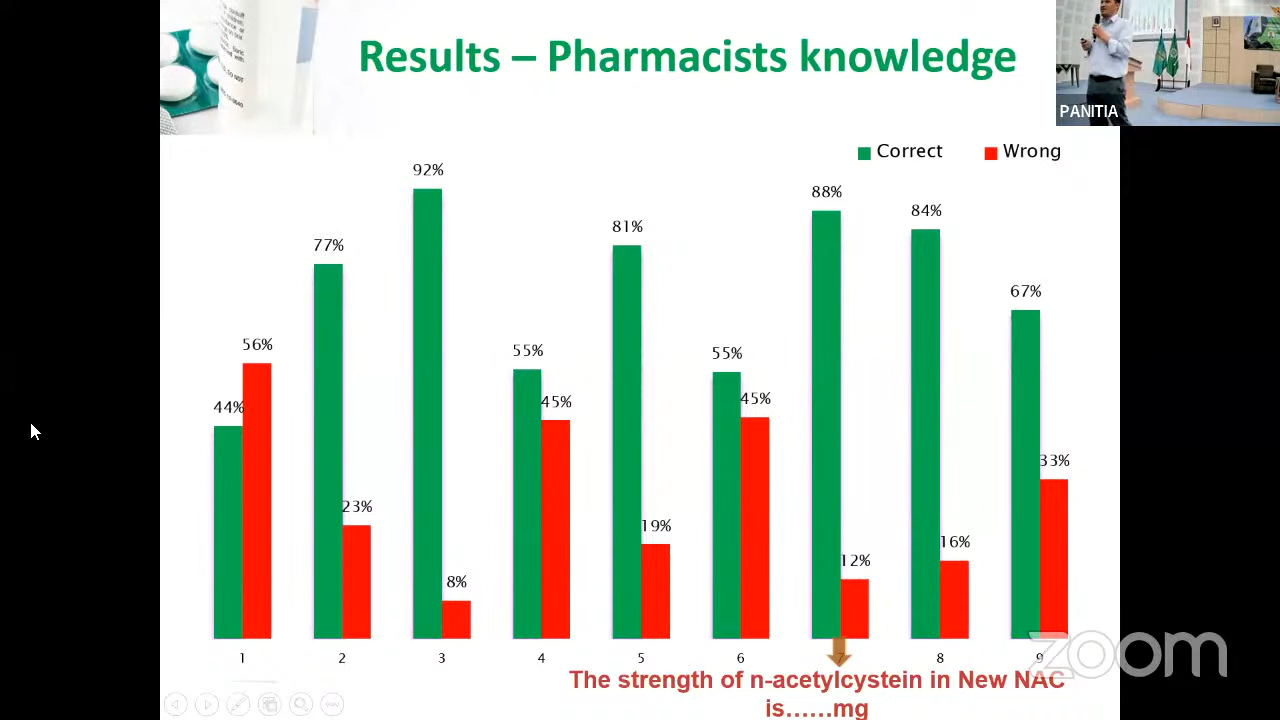 Results – Pharmacists knowledge
PANITIA
Correct Wrong
92%
88%
84%
81%
77%
67%
56%
55%
55%
44%
45%
45%
33%
23%
19%
16%
12%
8%
1 2 3 4 5 6 7 8 9
zoom
The strength of n-acetylcystein in New NAC
is......mg